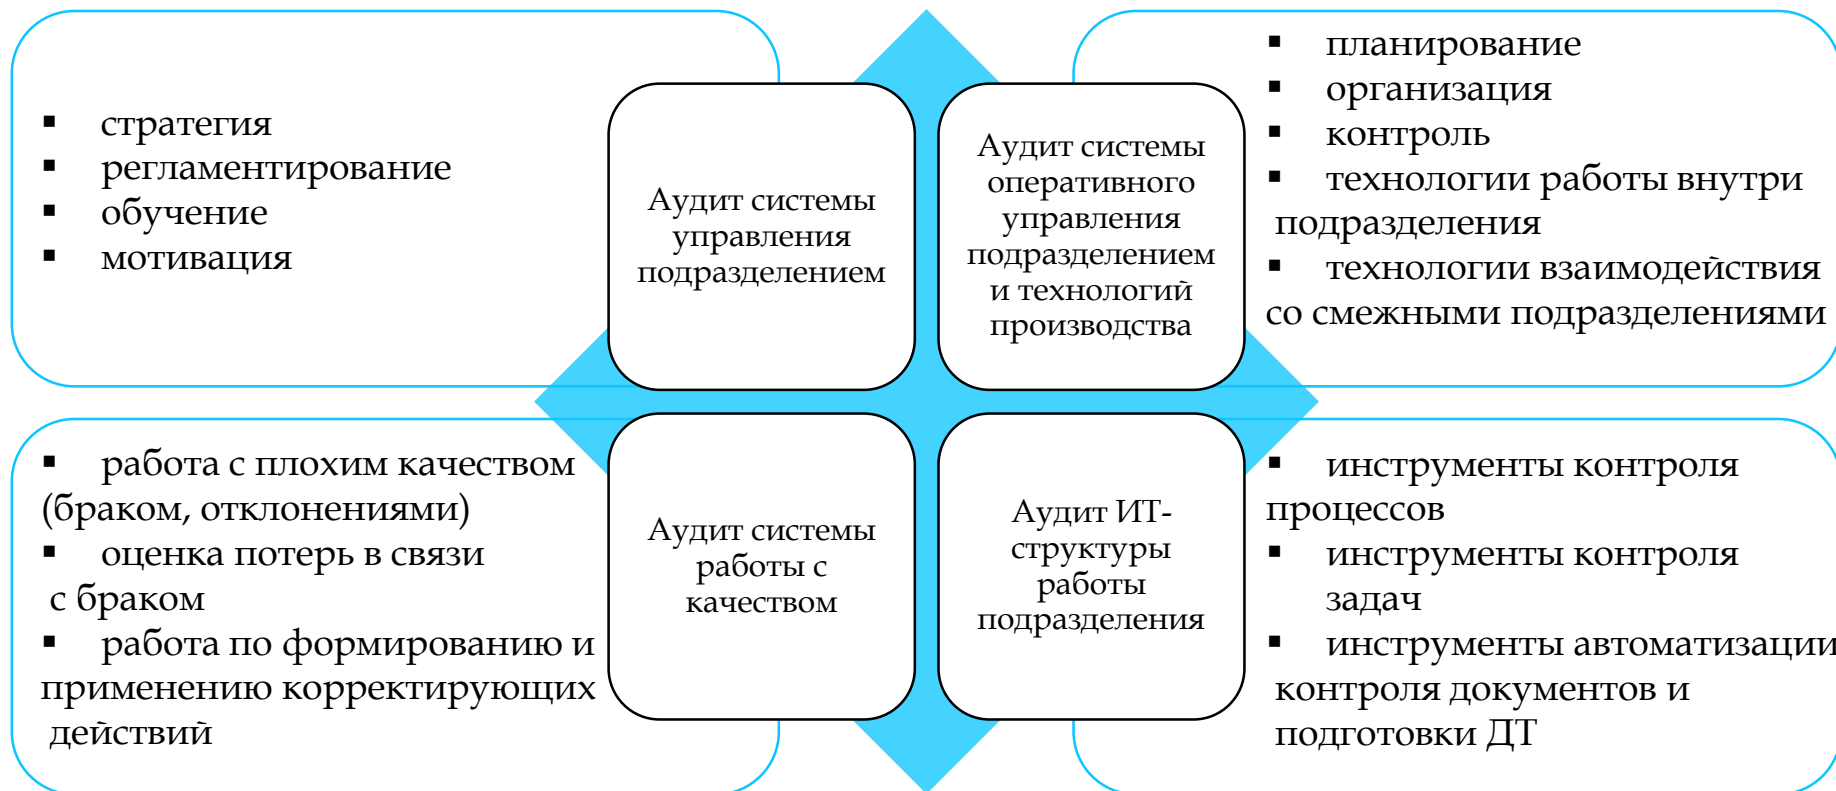 ▪ стратегия
▪ регламентирование
▪ обучение
▪ мотивация
Аудит системы
управления
подразделением
Аудит системы
оперативного
управления
подразделением
и технологий
производства
▪ планирование
▪ организация
▪ контроль
▪ технологии работы внутри
подразделения
▪ технологии взаимодействия
со смежными подразделениями
▪ работа с плохим качеством
(браком, отклонениями)
▪ оценка потерь в связи
с браком
▪ работа по формированию и
применению корректирующих
действий
Аудит системы
работы с
качеством
Аудит ИТ-
структуры
работы
подразделения
▪ инструменты контроля
процессов
▪ инструменты контроля
задач
▪ инструменты автоматизации
контроля документов и
подготовки ДТ